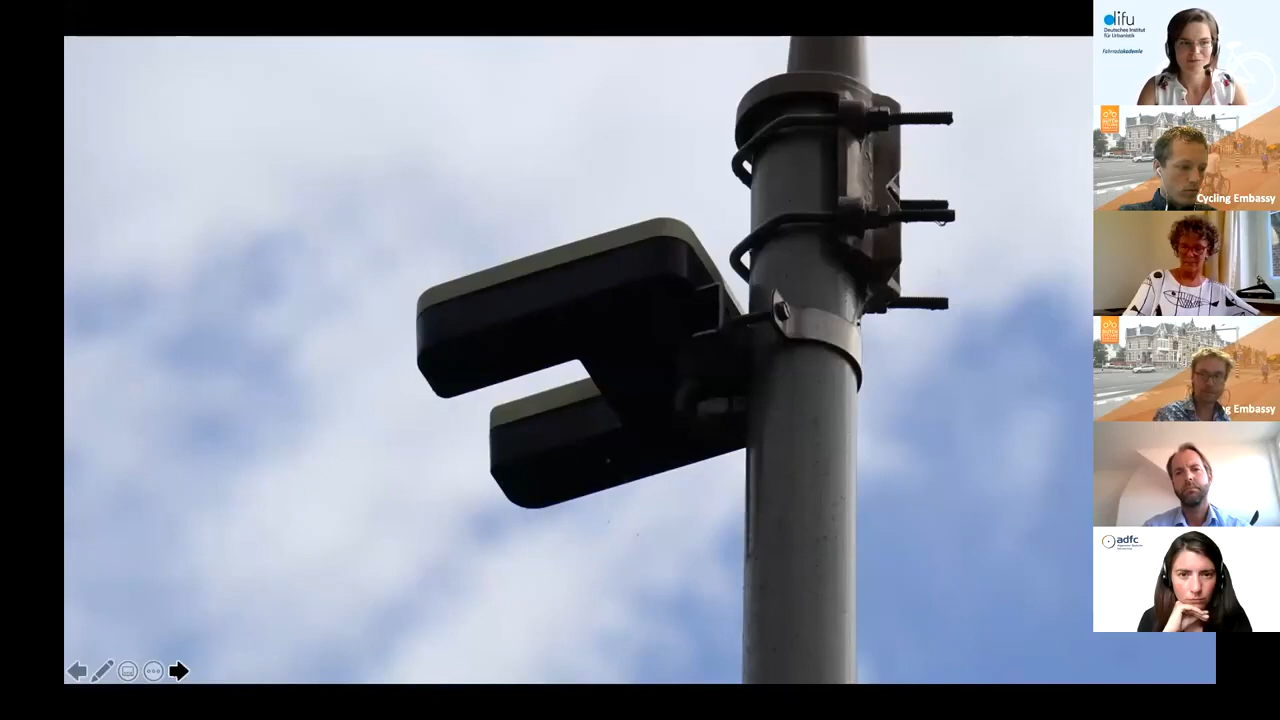 difu
Deutsches Institut
für Urbanistik
Fahrradakademie
Cycling Embassy
g Embassy
adfc